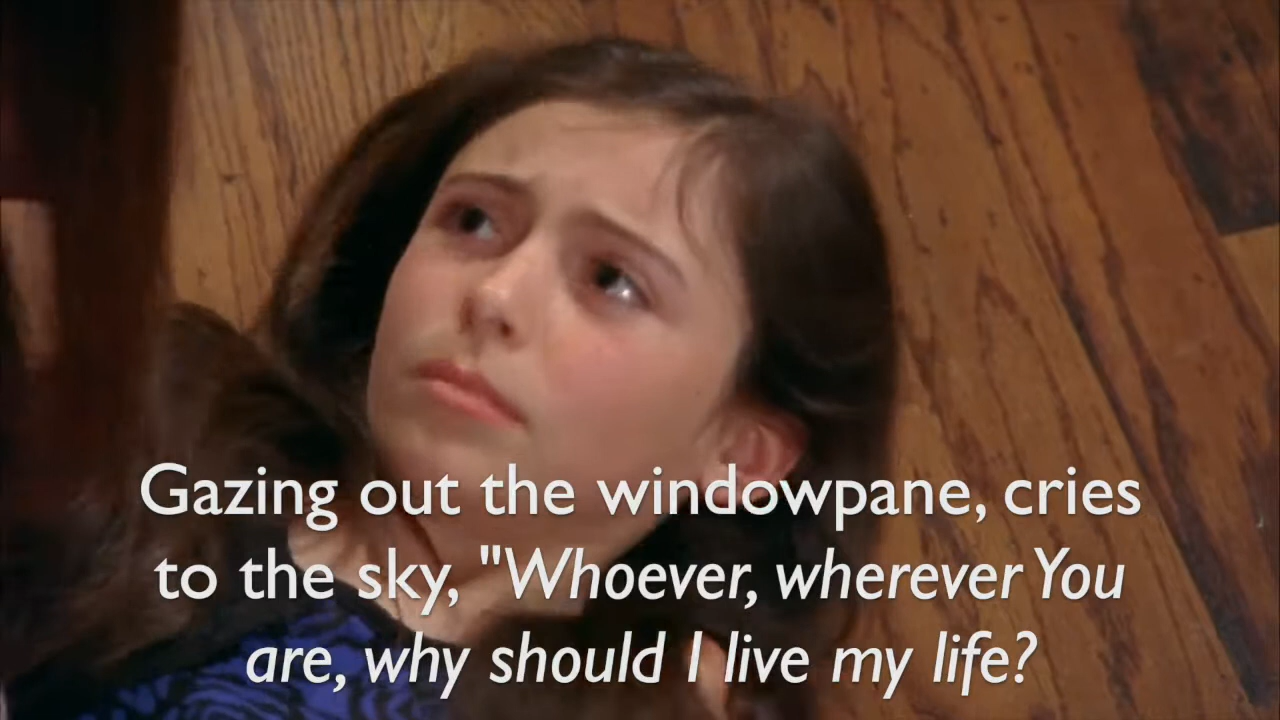 Gazing out the windowpane, cries
to the sky, "Whoever, wherever You
are, why should I live my life?